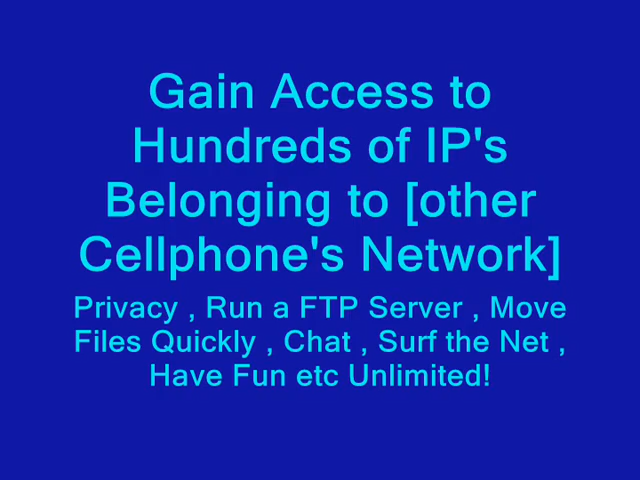 Gain Access to
Hundreds of IP's
Belonging to [other
Cellphone's Network]
Privacy , Run a FTP Server , Move
Files Quickly , Chat , Surf the Net ,
Have Fun etc Unlimited!